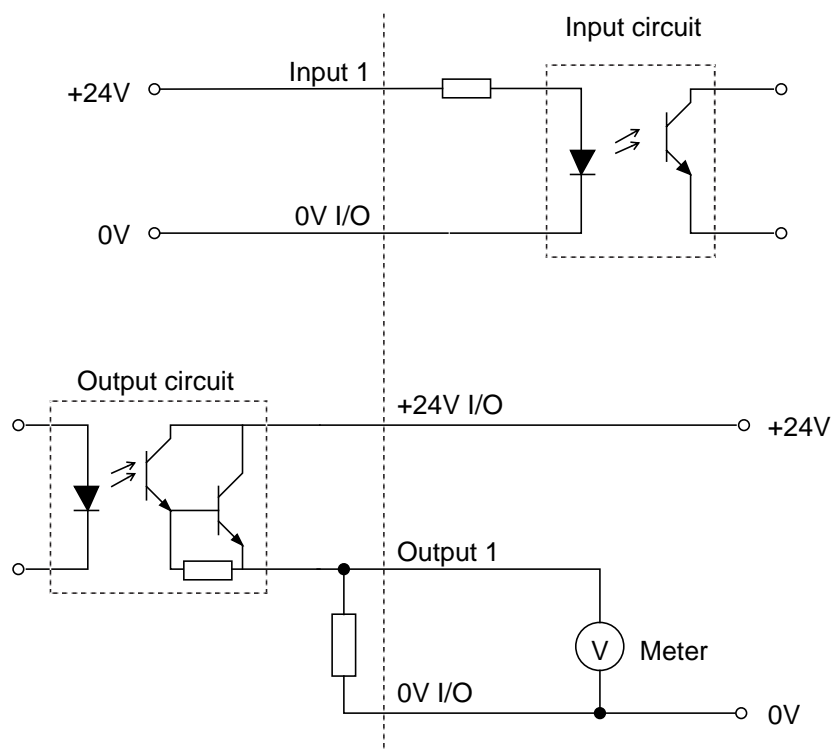 Input circuit
Input 1
+24V
0V I/O
0V
Output circuit
+24V I/O
+24V
Output 1
V
Meter
0V I/O
0V